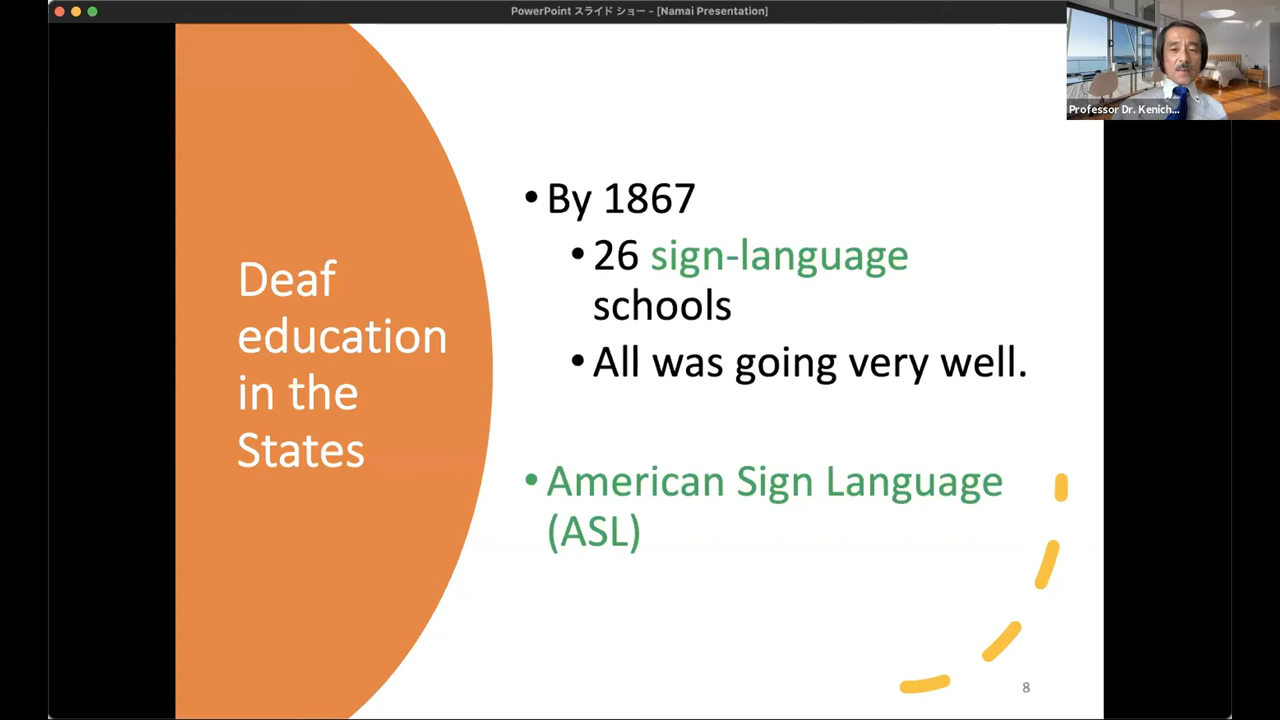 PowerPoint スライド ショー - [Namai Presentation]
Professor Dr. Kenich...
Deaf
education
in the
States
• By 1867
• 26 sign-language
schools
• All was going very well.
• American Sign Language
(ASL)
8